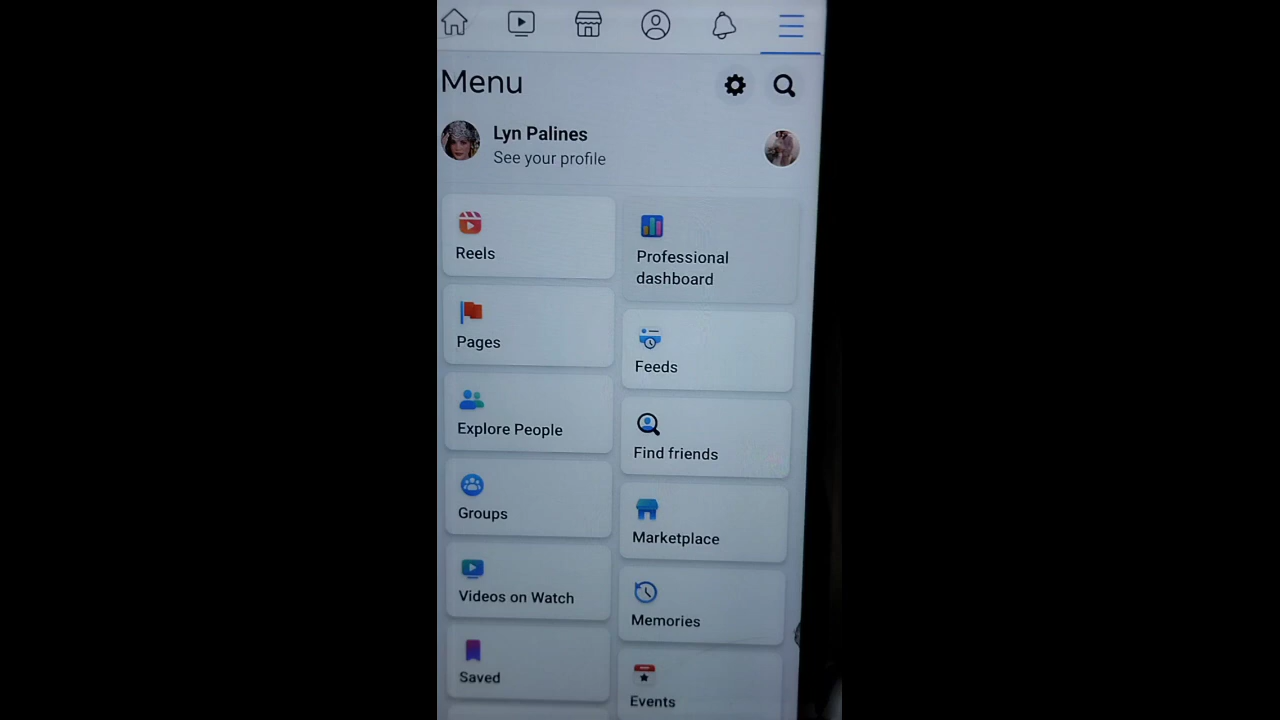 Menu
Lyn Palines
See your profile
Reels
Professional
dashboard
Pages
Feeds
Explore People
Find friends
Groups
Marketplace
Videos on Watch
Memories
Saved
Events